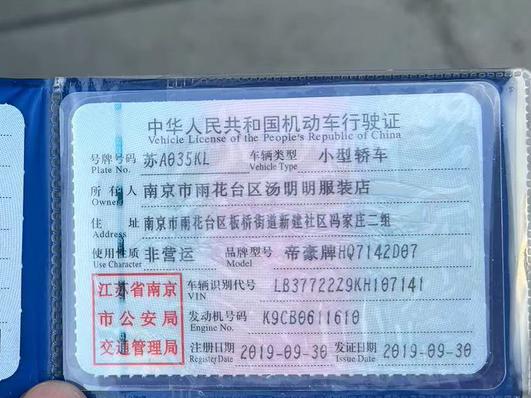 中华人民共和国机动车行驶证
Vehicle License of the People's Republic of China
号牌号码 苏A035KL 车辆类型 小型轿车
Plate No. Vehicle Type
所有人 南京市雨花台区汤明明服装店
Owner
住址 南京市雨花台区板桥街道新建社区冯家庄二组
Address
使用性质 非营运 品牌型号 帝豪牌HQ7142D07
Use Character Model
江苏省南京
市公安局
交通管理局
车辆识别代号 LB37722Z9KH107141
VIN
发动机号码 K9CB0611610
Engine No.
注册日期 2019-09-30 发证日期 2019-09-30
Register Date Issue Date